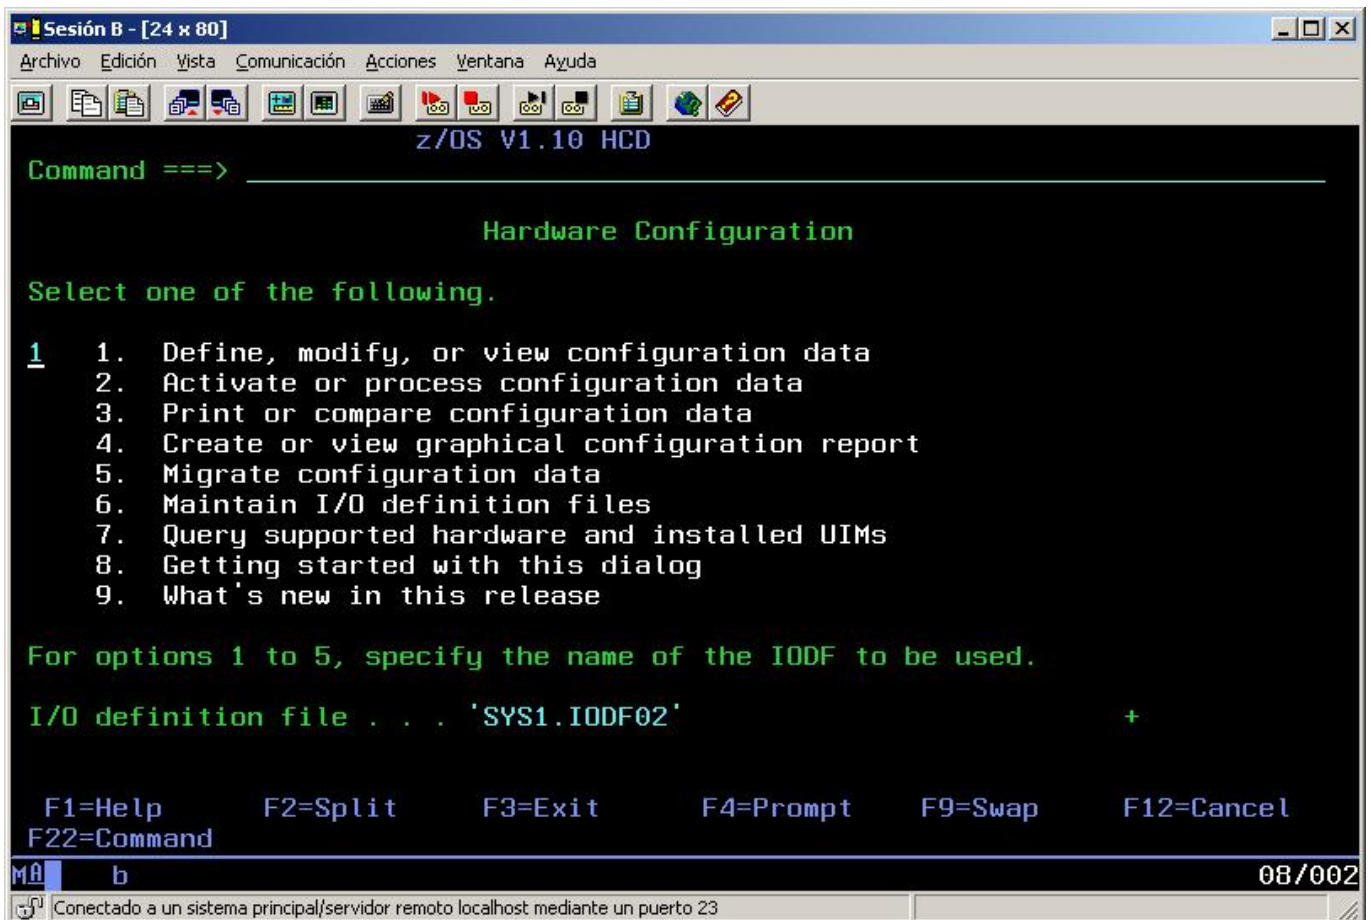 Sesión B - [24 x 80]
Archivo Edición Vista Comunicación Acciones Ventana Ayuda
z/OS V1.10 HCD
Command ===> 
Hardware Configuration
Select one of the following.
1 1. Define, modify, or view configuration data
2. Activate or process configuration data
3. Print or compare configuration data
4. Create or view graphical configuration report
5. Migrate configuration data
6. Maintain I/O definition files
7. Query supported hardware and installed UIMs
8. Getting started with this dialog
9. What's new in this release
For options 1 to 5, specify the name of the IODF to be used.
I/O definition file . . . 'SYS1.IODF02' +
F1=Help F2=Split F3=Exit F4=Prompt F9=Swap F12=Cancel
F22=Command
MA b 08/002
Conectado a un sistema principal/servidor remoto localhost mediante un puerto 23